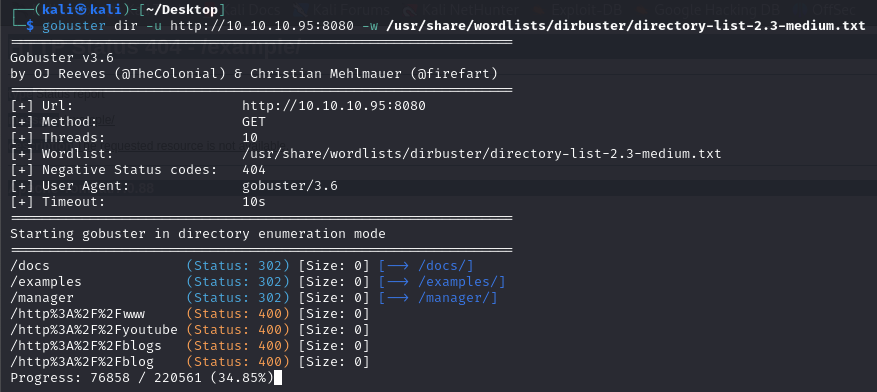 ┌──(kali㉿kali)-[~/Desktop]
└─$ gobuster dir -u http://10.10.10.95:8080 -w /usr/share/wordlists/dirbuster/directory-list-2.3-medium.txt
===============================================================
Gobuster v3.6
by OJ Reeves (@TheColonial) & Christian Mehlmauer (@firefart)
===============================================================
[+] Url:                     http://10.10.10.95:8080
[+] Method:                  GET
[+] Threads:                 10
[+] Wordlist:                /usr/share/wordlists/dirbuster/directory-list-2.3-medium.txt
[+] Negative Status codes:   404
[+] User Agent:              gobuster/3.6
[+] Timeout:                 10s
===============================================================
Starting gobuster in directory enumeration mode
===============================================================
/docs                 (Status: 302) [Size: 0] [--> /docs/]
/examples             (Status: 302) [Size: 0] [--> /examples/]
/manager              (Status: 302) [Size: 0] [--> /manager/]
/http%3A%2F%2Fwww     (Status: 400) [Size: 0]
/http%3A%2F%2Fyoutube (Status: 400) [Size: 0]
/http%3A%2F%2Fblogs   (Status: 400) [Size: 0]
/http%3A%2F%2Fblog    (Status: 400) [Size: 0]
Progress: 76858 / 220561 (34.85%)